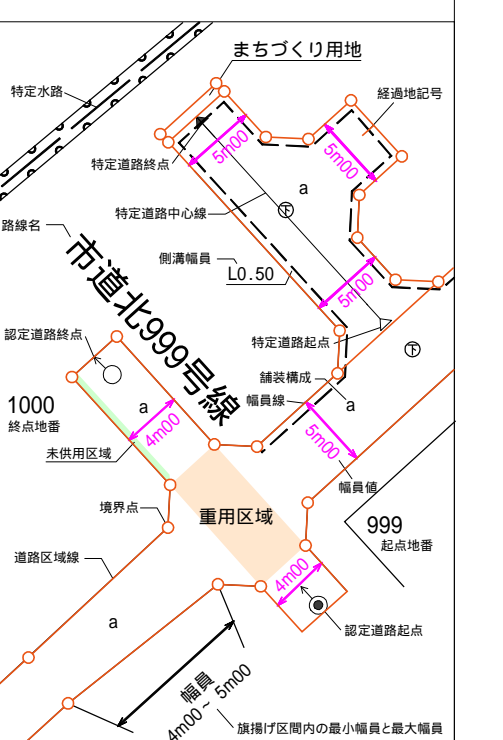 まちづくり用地
特定水路
経過地記号
5m00
5m00
特定道路終点
a
特定道路中心線
下
路線名
側溝幅員
L0.50
市道北999号線
5m00
認定道路終点
特定道路起点
下
舗装構成
1000
終点地番
a
4m00
幅員線
a
5m00
未供用区域
幅員値
境界点
重用区域
999
起点地番
道路区域線
4m00
a
認定道路起点
幅員
4m00～5m00
旗揚げ区間内の最小幅員と最大幅員